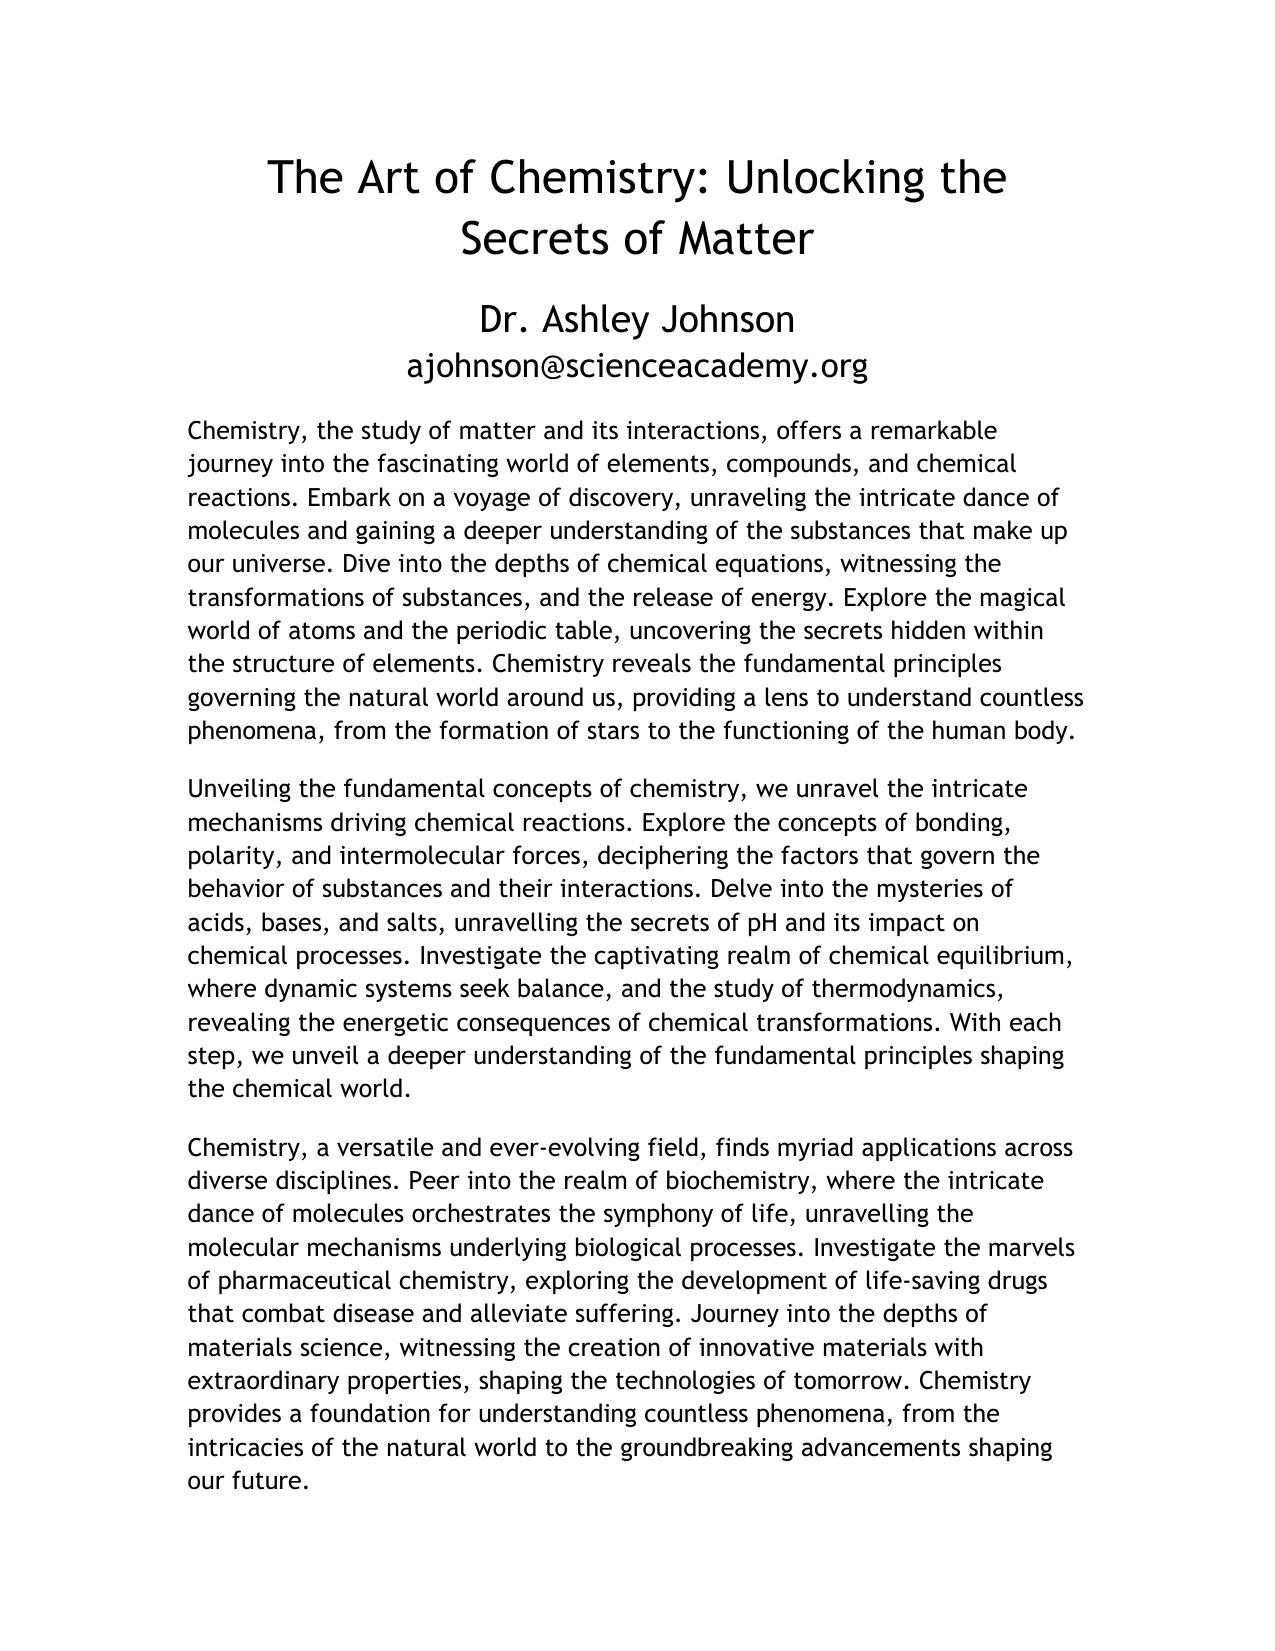 The Art of Chemistry: Unlocking the
Secrets of Matter
Dr. Ashley Johnson
ajohnson@scienceacademy.org
Chemistry, the study of matter and its interactions, offers a remarkable
journey into the fascinating world of elements, compounds, and chemical
reactions. Embark on a voyage of discovery, unraveling the intricate dance of
molecules and gaining a deeper understanding of the substances that make up
our universe. Dive into the depths of chemical equations, witnessing the
transformations of substances, and the release of energy. Explore the magical
world of atoms and the periodic table, uncovering the secrets hidden within
the structure of elements. Chemistry reveals the fundamental principles
governing the natural world around us, providing a lens to understand countless
phenomena, from the formation of stars to the functioning of the human body.
Unveiling the fundamental concepts of chemistry, we unravel the intricate
mechanisms driving chemical reactions. Explore the concepts of bonding,
polarity, and intermolecular forces, deciphering the factors that govern the
behavior of substances and their interactions. Delve into the mysteries of
acids, bases, and salts, unravelling the secrets of pH and its impact on
chemical processes. Investigate the captivating realm of chemical equilibrium,
where dynamic systems seek balance, and the study of thermodynamics,
revealing the energetic consequences of chemical transformations. With each
step, we unveil a deeper understanding of the fundamental principles shaping
the chemical world.
Chemistry, a versatile and ever-evolving field, finds myriad applications across
diverse disciplines. Peer into the realm of biochemistry, where the intricate
dance of molecules orchestrates the symphony of life, unravelling the
molecular mechanisms underlying biological processes. Investigate the marvels
of pharmaceutical chemistry, exploring the development of life-saving drugs
that combat disease and alleviate suffering. Journey into the depths of
materials science, witnessing the creation of innovative materials with
extraordinary properties, shaping the technologies of tomorrow. Chemistry
provides a foundation for understanding countless phenomena, from the
intricacies of the natural world to the groundbreaking advancements shaping
our future.